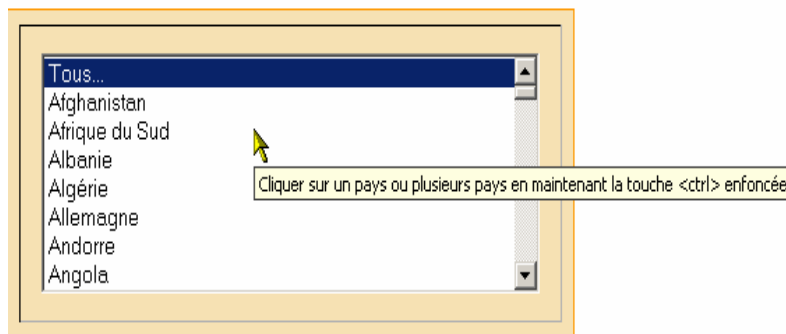 Tous...
Afghanistan
Afrique du Sud
Albanie
Algérie
Cliquer sur un pays ou plusieurs pays en maintenant la touche <ctrl> enfoncée
Allemagne
Andorre
Angola